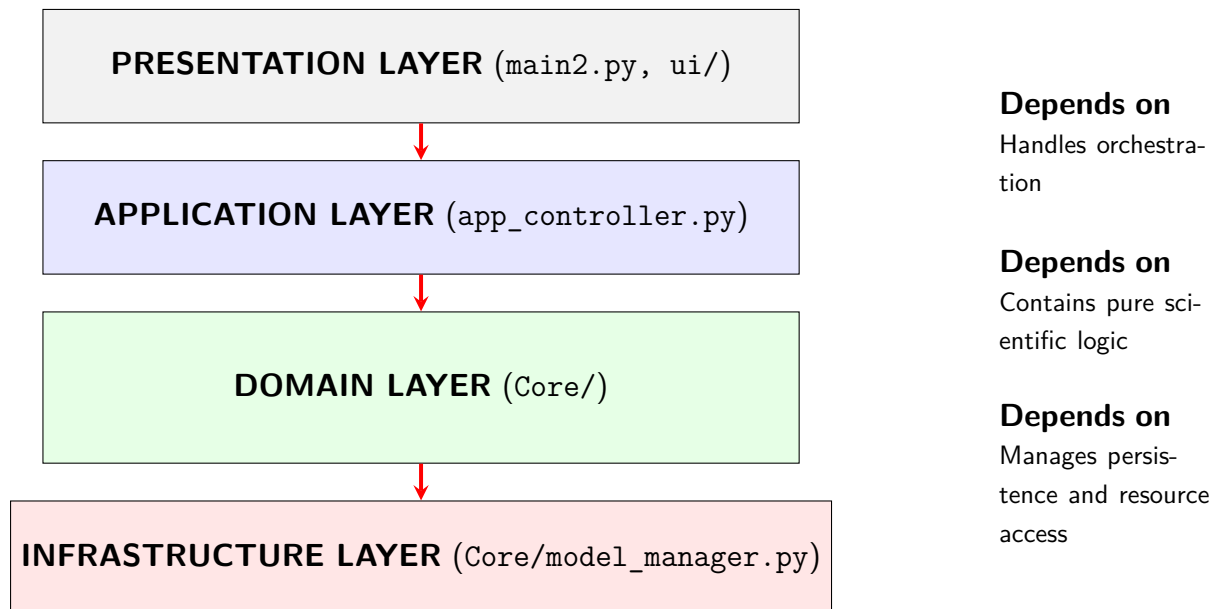 PRESENTATION LAYER (main2.py, ui/)
APPLICATION LAYER (app_controller.py)
DOMAIN LAYER (Core/)
INFRASTRUCTURE LAYER (Core/model_manager.py)
Depends on
Handles orchestra-
tion
Depends on
Contains pure sci-
entific logic
Depends on
Manages persis-
tence and resource
access